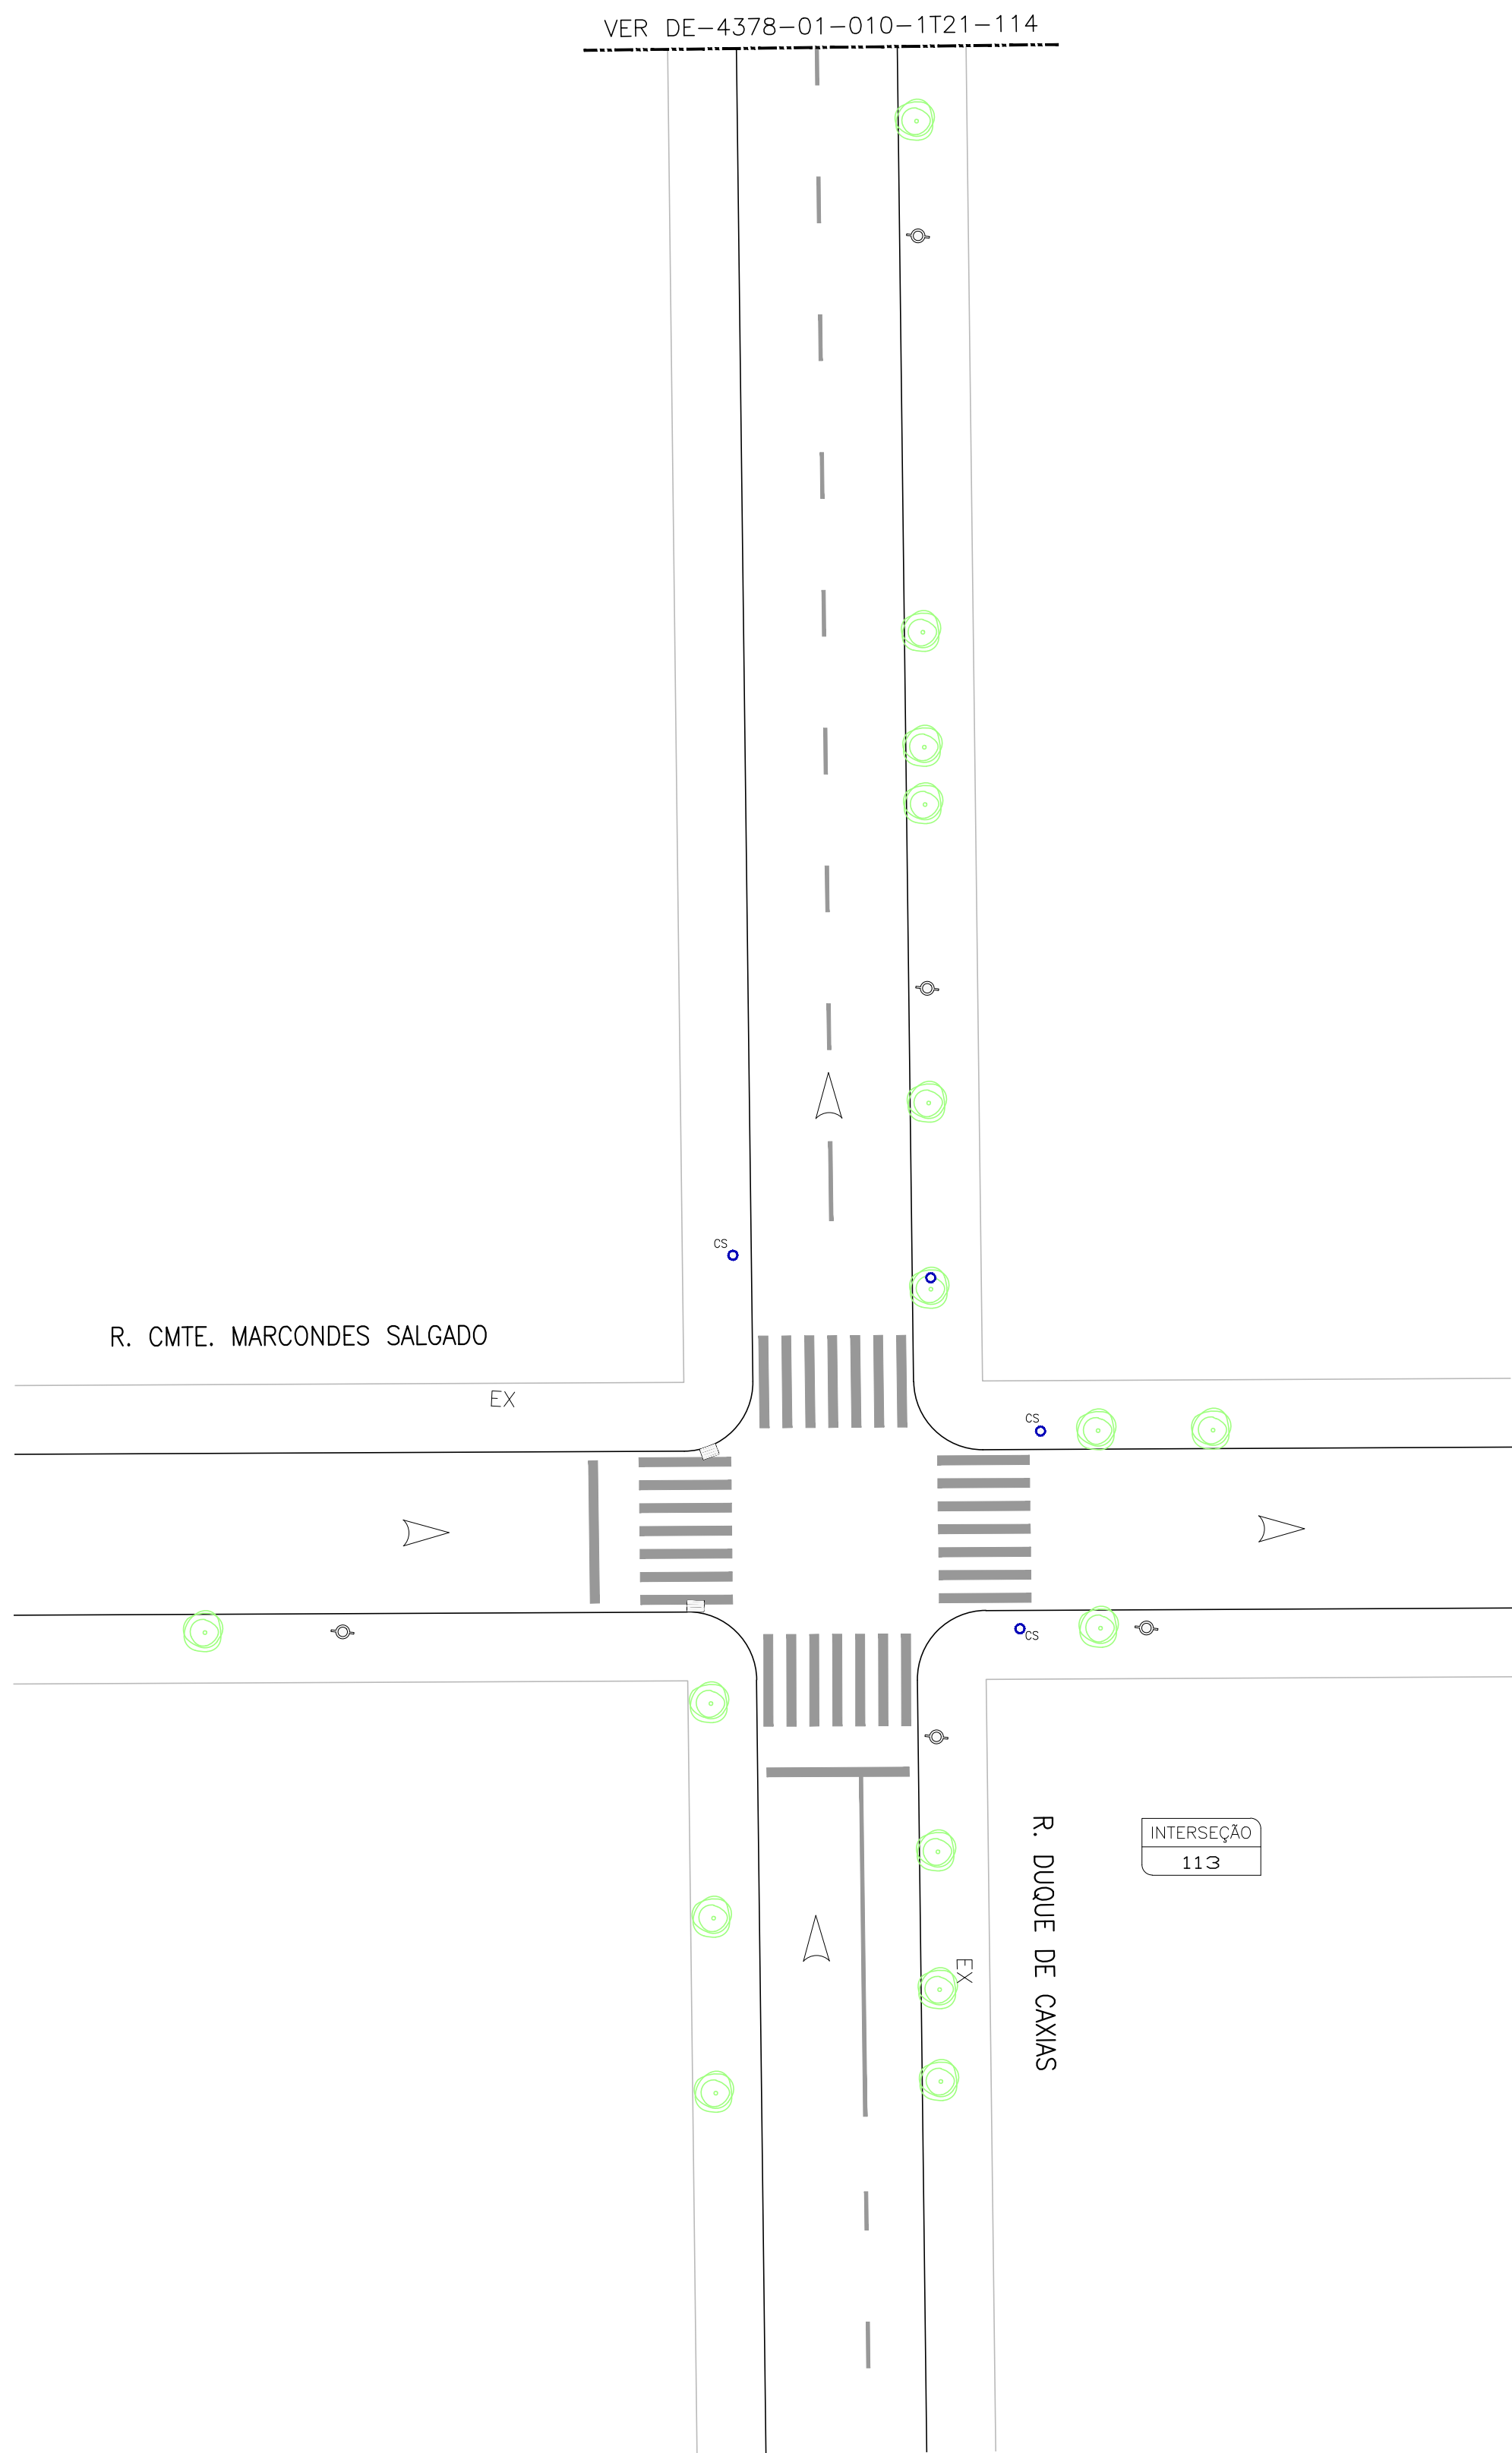 VER DE-4378-01-010-1T21-114
CS
R. CMTE. MARCONDES SALGADO
EX
CS
CS
R. DUQUE DE CAXIAS
INTERSEÇÃO
113
EX